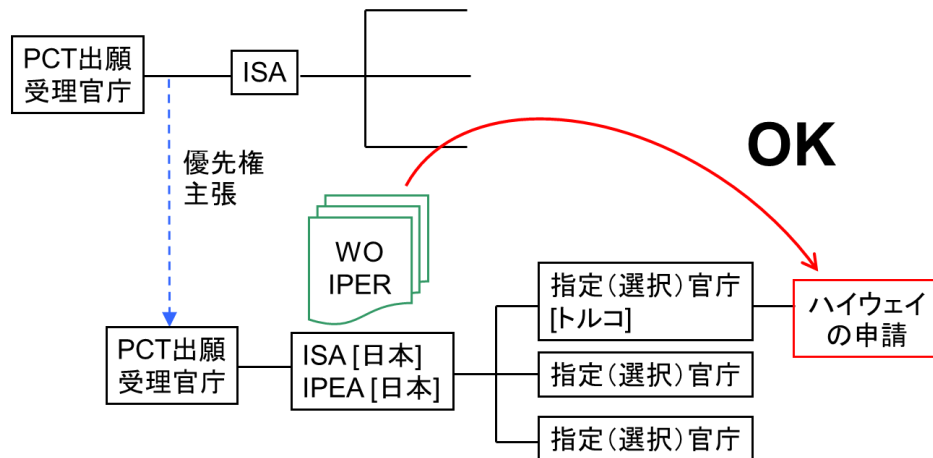 PCT出願
受理官庁
ISA
OK
優先権
主張
WO
IPER
指定(選択)官庁
[トルコ]
ハイウェイ
の申請
PCT出願
受理官庁
ISA [日本]
IPEA [日本]
指定(選択)官庁
指定(選択)官庁